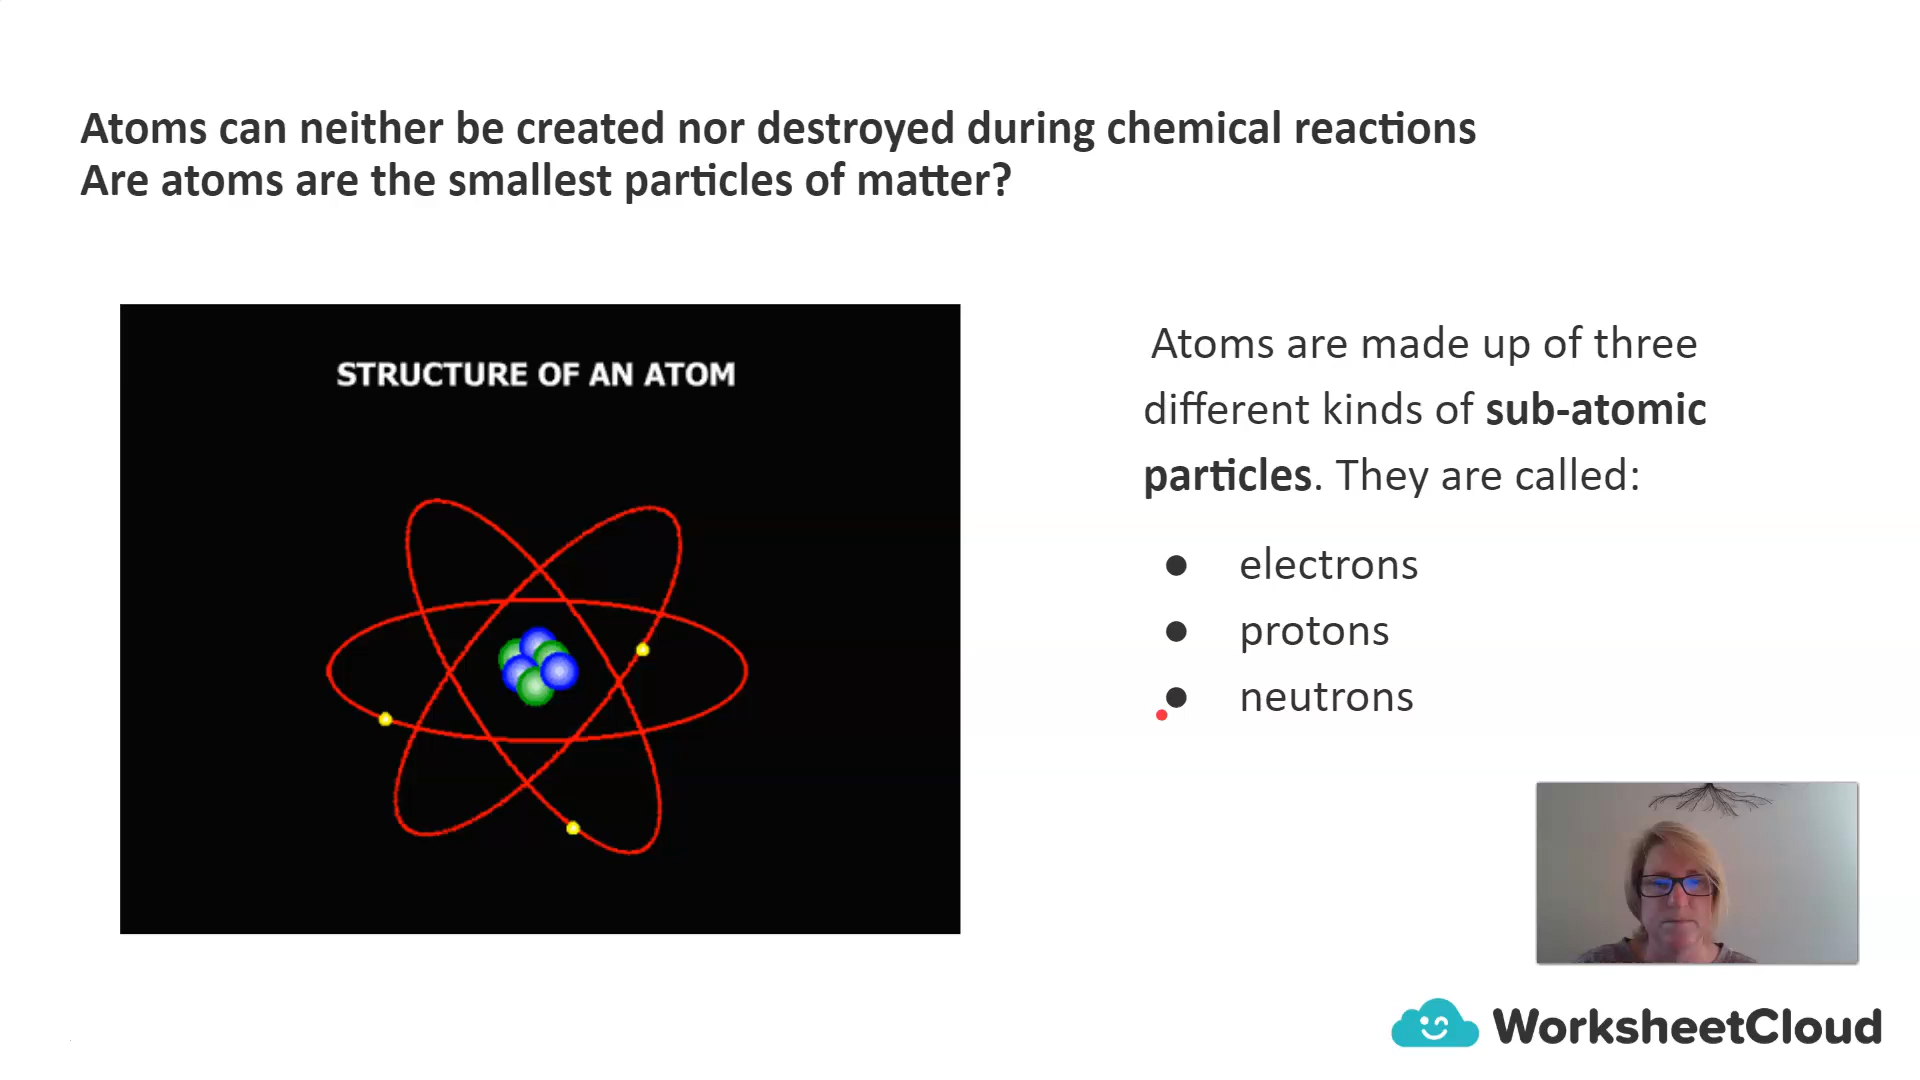 Atoms can neither be created nor destroyed during chemical reactions
Are atoms are the smallest particles of matter?
STRUCTURE OF AN ATOM
Atoms are made up of three
different kinds of sub-atomic
particles. They are called:
● electrons
● protons
● neutrons
WorksheetCloud